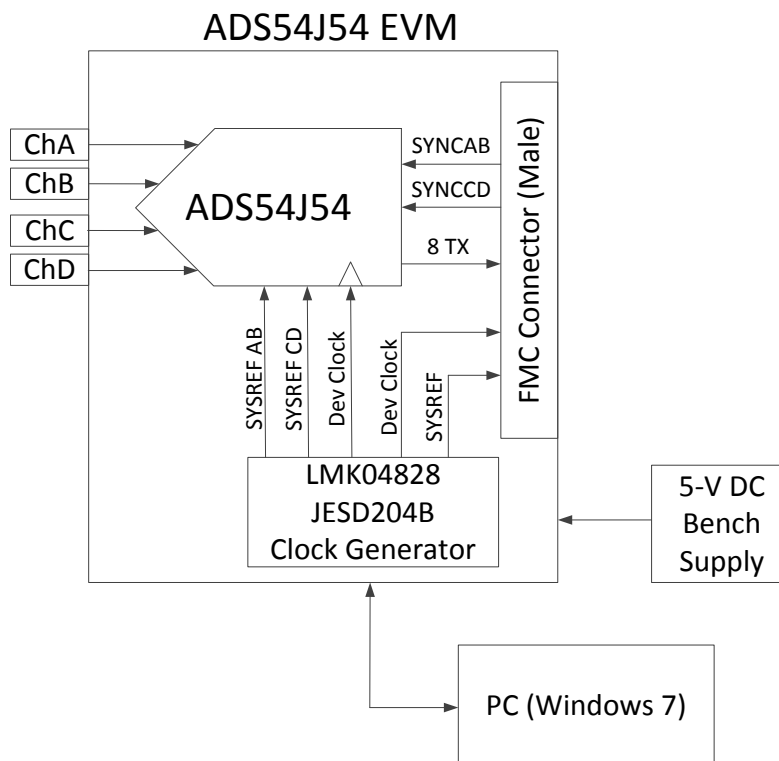 ADS54J54 EVM
ChA
ChB
ChC
ChD
ADS54J54
SYNCAB
SYNCCD
8 TX
FMC Connector (Male)
SYSREF AB
SYSREF CD
Dev Clock
Dev Clock
SYSREF
LMK04828
JESD204B
Clock Generator
5-V DC
Bench
Supply
PC (Windows 7)